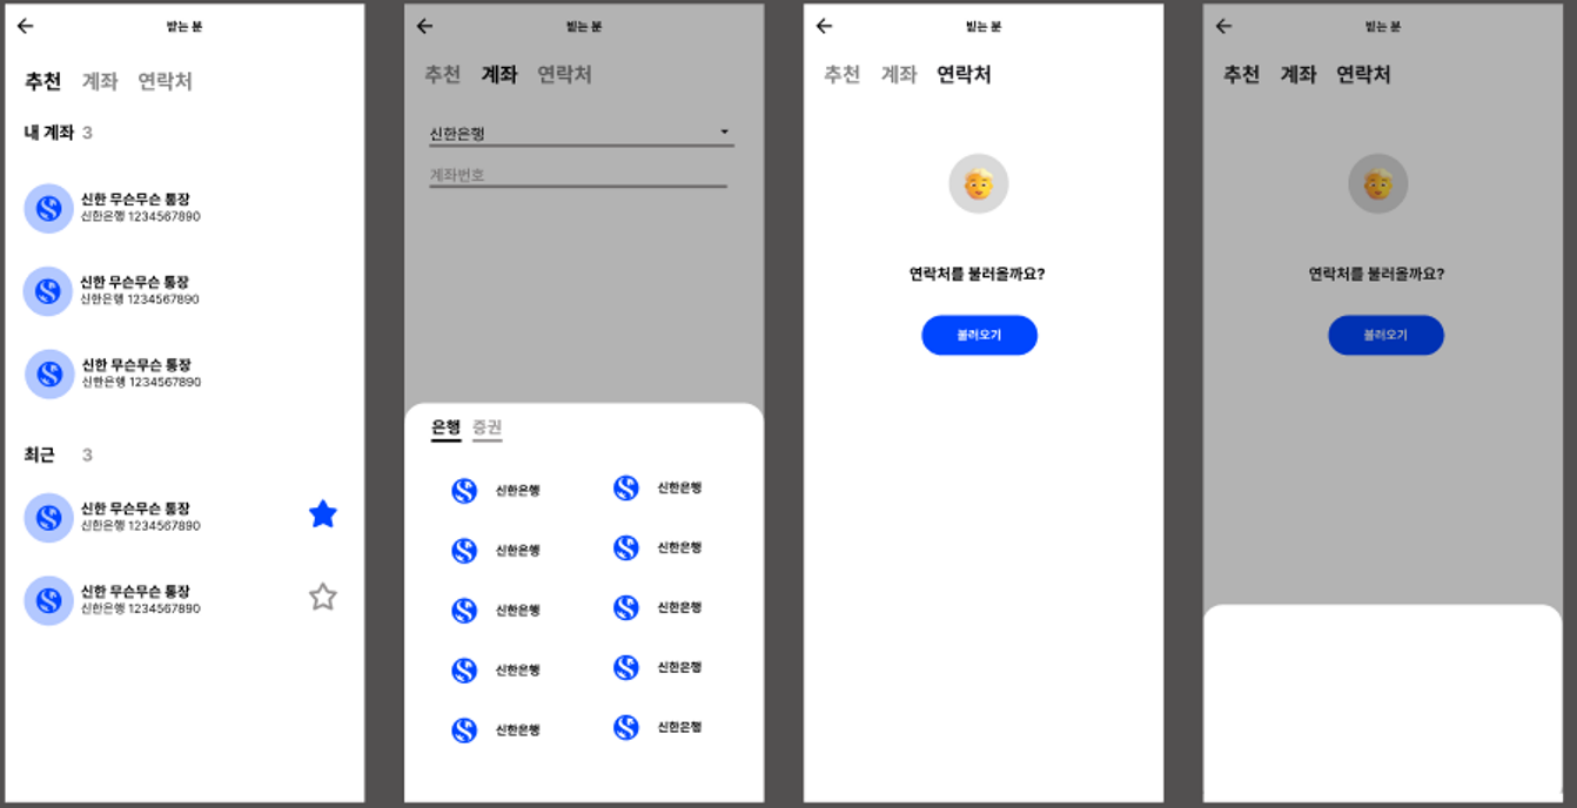 받는 분
추천 계좌 연락처
내 계좌 3
신한 무슨무슨 통장
신한은행 1234567890
신한 무슨무슨 통장
신한은행 1234567890
신한 무슨무슨 통장
신한은행 1234567890
최근 3
신한 무슨무슨 통장
신한은행 1234567890
신한 무슨무슨 통장
신한은행 1234567890
받는 분
추천 계좌 연락처
신한은행
계좌번호
은행 증권
신한은행 신한은행
신한은행 신한은행
신한은행 신한은행
신한은행 신한은행
신한은행 신한은행
받는 분
추천 계좌 연락처
연락처를 불러올까요?
불러오기
받는 분
추천 계좌 연락처
연락처를 불러올까요?
불러오기